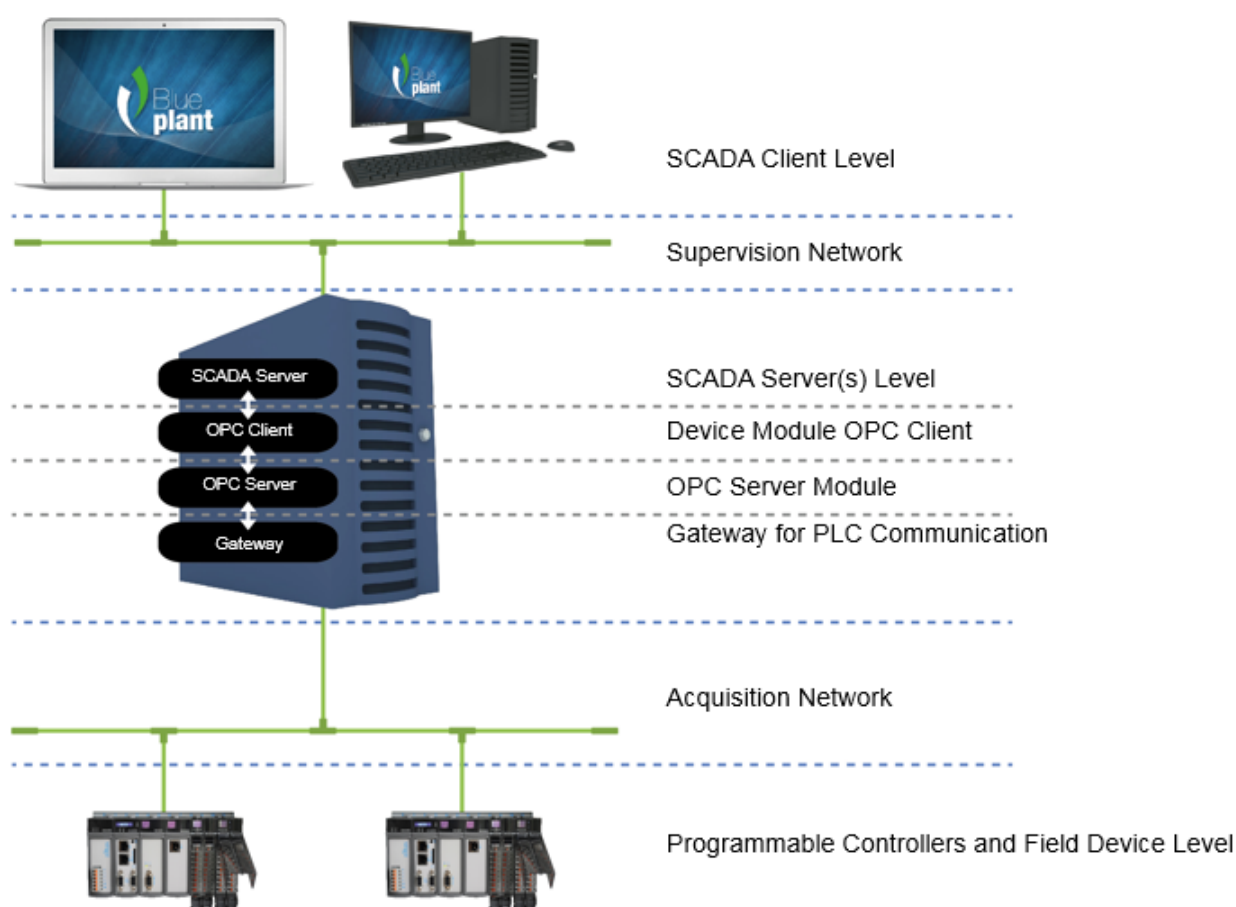 Blue
plant
Blue
plant
SCADA Client Level
Supervision Network
SCADA Server
SCADA Server(s) Level
OPC Client
Device Module OPC Client
OPC Server
OPC Server Module
Gateway
Gateway for PLC Communication
Acquisition Network
Programmable Controllers and Field Device Level